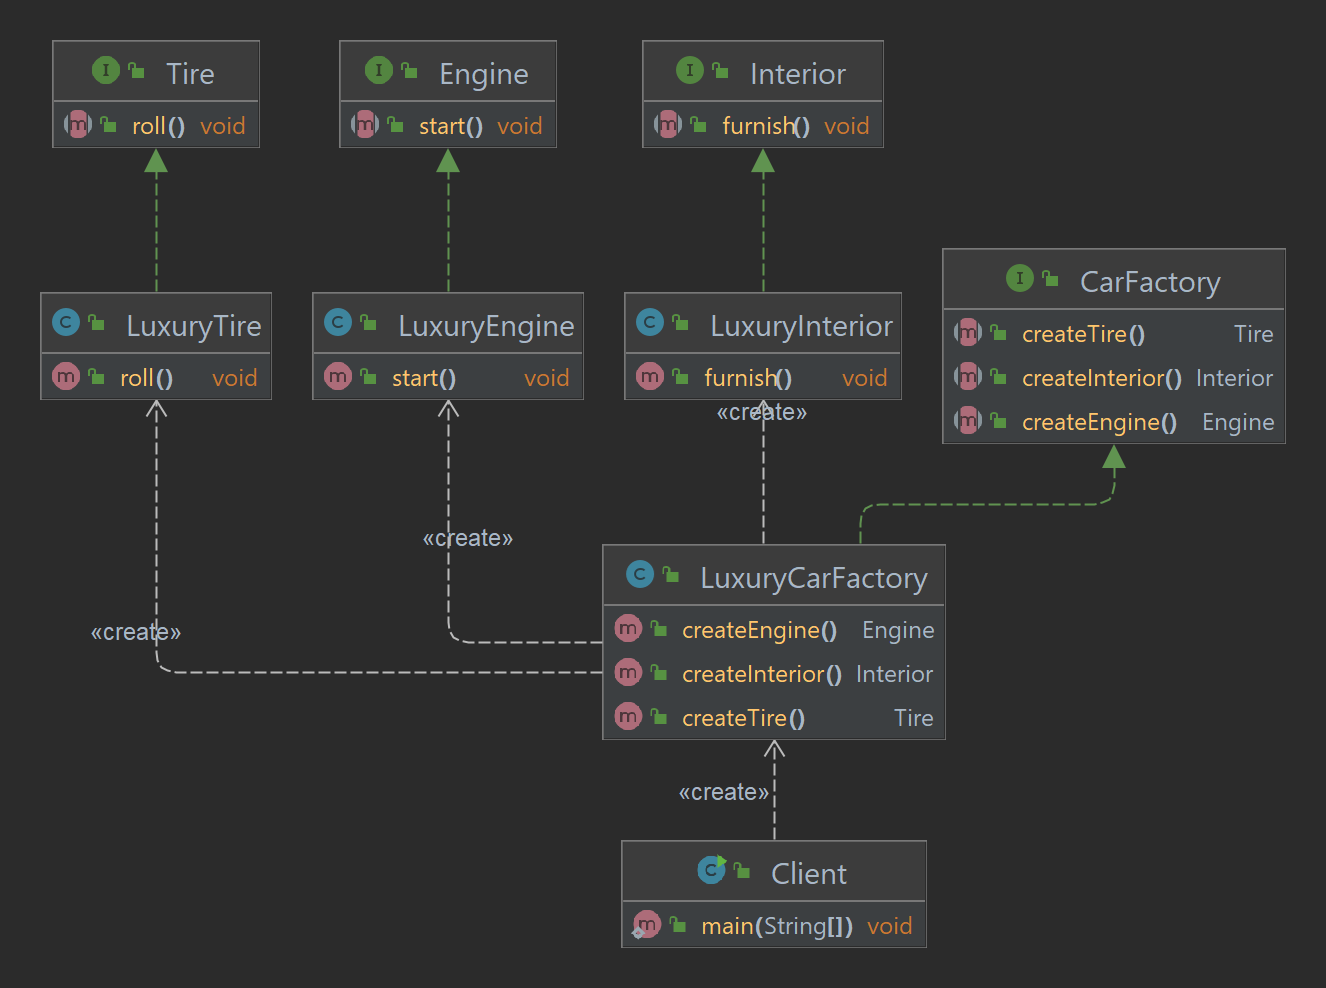 I Tire
m roll() void
I Engine
m start() void
I Interior
m furnish() void
C LuxuryTire
m roll() void
C LuxuryEngine
m start() void
C LuxuryInterior
m furnish() void
I CarFactory
m createTire() Tire
m createInterior() Interior
m createEngine() Engine
«create»
«create»
«create»
C LuxuryCarFactory
m createEngine() Engine
m createInterior() Interior
m createTire() Tire
«create»
C Client
m main(String[]) void